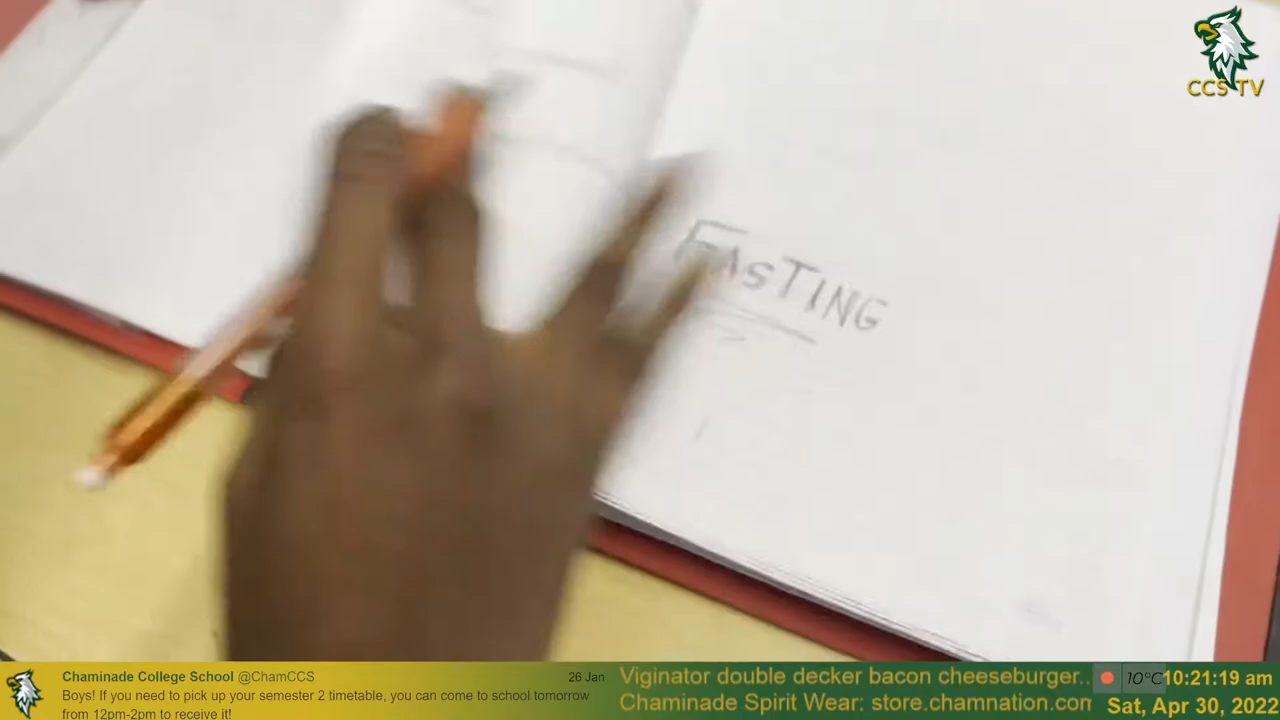 CCS TV
FASTING
Chaminade College School @ChamCCS 26 Jan
Boys! If you need to pick up your semester 2 timetable, you can come to school tomorrow
from 12pm-2pm to receive it!
Viginator double decker bacon cheeseburger..
Chaminade Spirit Wear: store.chamnation.com
10°C 10:21:19 am
Sat, Apr 30, 2022